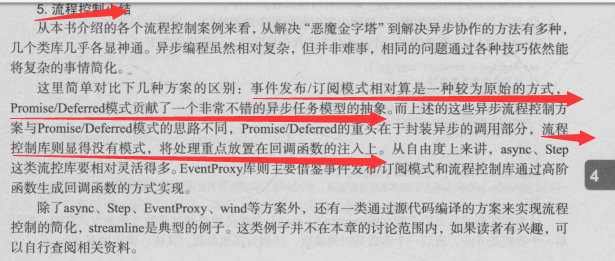 5. 流程控制小结
从本书介绍的各个流程控制案例来看，从解决“恶魔金字塔”到解决异步协作的方法有多种，
几个类库几乎各显神通。异步编程虽然相对复杂，但并非难事，相同的问题通过各种技巧依然能
将复杂的事情简化。
这里简单对比下几种方案的区别：事件发布/订阅模式相对算是一种较为原始的方式，
Promise/Deferred模式贡献了一个非常不错的异步任务模型的抽象。而上述的这些异步流程控制方
案与Promise/Deferred模式的思路不同，Promise/Deferred的重头在于封装异步的调用部分，流程
控制库则显得没有模式，将处理重点放置在回调函数的注入上。从自由度上来讲，async、Step
这类流控库要相对灵活得多。EventProxy库则主要借鉴事件发布/订阅模式和流程控制库通过高阶
函数生成回调函数的方式实现。
4
除了async、Step、EventProxy、wind等方案外，还有一类通过源代码编译的方案来实现流程
控制的简化，streamline是典型的例子。这类例子并不在本章的讨论范围内，如果读者有兴趣，可
以自行查阅相关资料。